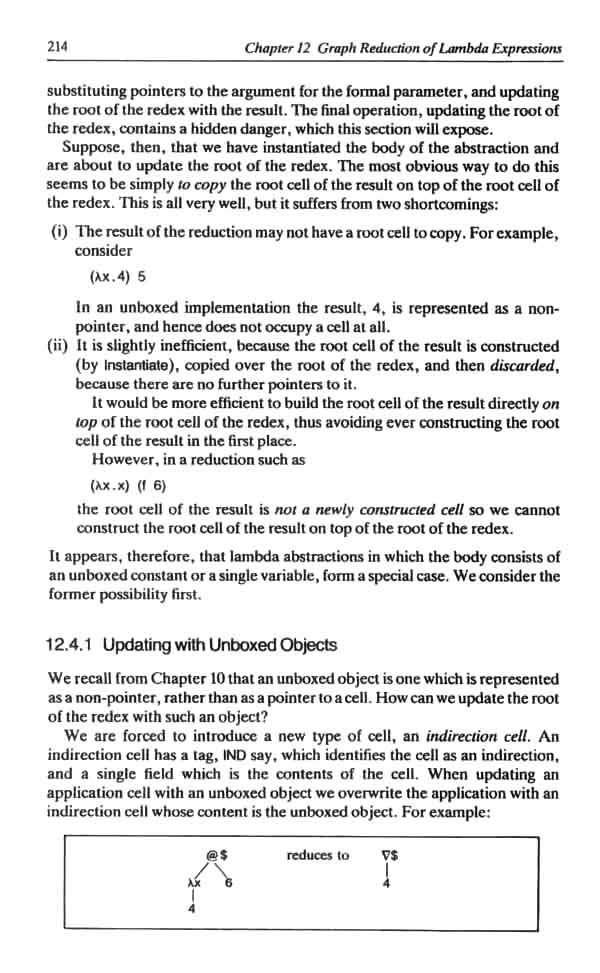 214 Chapter 12 Graph Reduction of Lambda Expressions
substituting pointers to the argument for the formal parameter, and updating
the root of the redex with the result. The final operation, updating the root of
the redex, contains a hidden danger, which this section will expose.
Suppose, then, that we have instantiated the body of the abstraction and
are about to update the root of the redex. The most obvious way to do this
seems to be simply to copy the root cell of the result on top of the root cell of
the redex. This is all very well, but it suffers from two shortcomings:
(i) The result of the reduction may not have a root cell to copy. For example,
consider
(λx.4) 5
In an unboxed implementation the result, 4, is represented as a non-
pointer, and hence does not occupy a cell at all.
(ii) It is slightly inefficient, because the root cell of the result is constructed
(by Instantiate), copied over the root of the redex, and then discarded,
because there are no further pointers to it.
It would be more efficient to build the root cell of the result directly on
top of the root cell of the redex, thus avoiding ever constructing the root
cell of the result in the first place.
However, in a reduction such as
(λx.x) (f 6)
the root cell of the result is not a newly constructed cell so we cannot
construct the root cell of the result on top of the root of the redex.
It appears, therefore, that lambda abstractions in which the body consists of
an unboxed constant or a single variable, form a special case. We consider the
former possibility first.
12.4.1 Updating with Unboxed Objects
We recall from Chapter 10 that an unboxed object is one which is represented
as a non-pointer, rather than as a pointer to a cell. How can we update the root
of the redex with such an object?
We are forced to introduce a new type of cell, an indirection cell. An
indirection cell has a tag, IND say, which identifies the cell as an indirection,
and a single field which is the contents of the cell. When updating an
application cell with an unboxed object we overwrite the application with an
indirection cell whose content is the unboxed object. For example:
@$ reduces to ∇$
λx 6 4
4